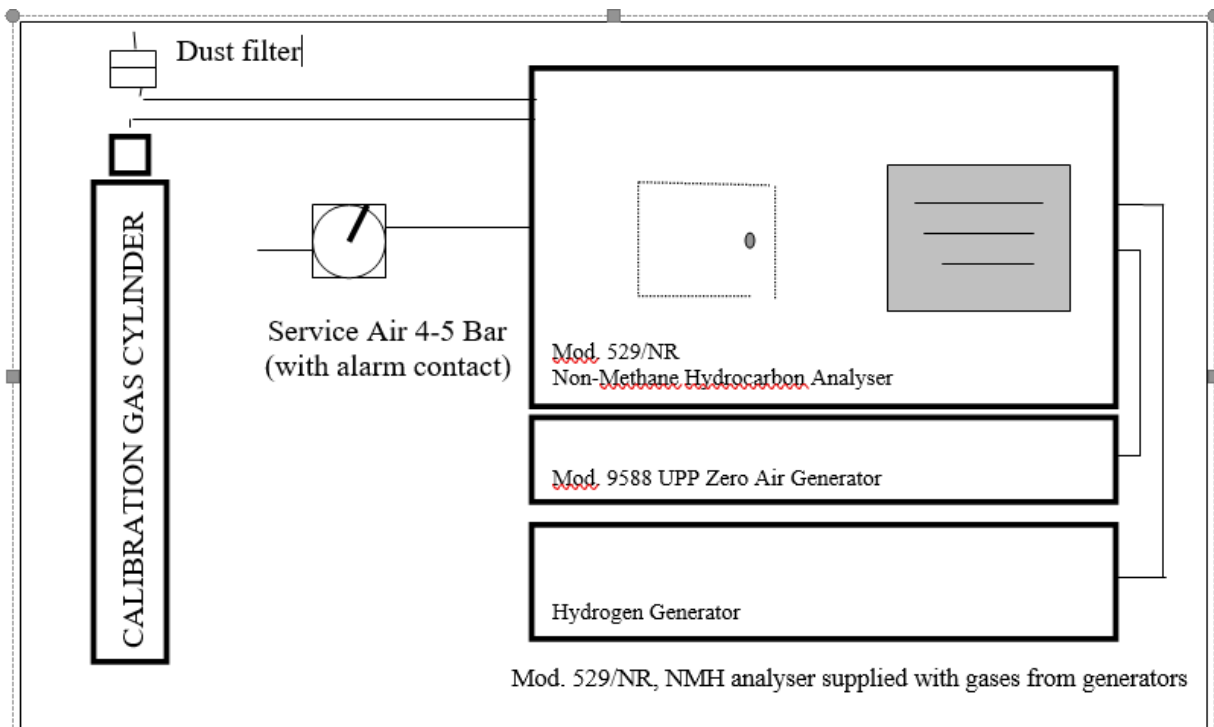 Dust filter
CALIBRATION GAS CYLINDER
Service Air 4-5 Bar
(with alarm contact)
Mod. 529/NR
Non-Methane Hydrocarbon Analyser
Mod. 9588 UPP Zero Air Generator
Hydrogen Generator
Mod. 529/NR, NMH analyser supplied with gases from generators